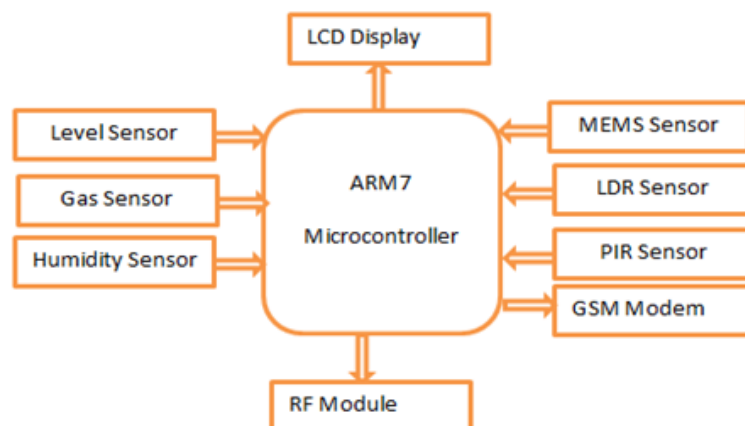 LCD Display
Level Sensor
Gas Sensor
Humidity Sensor
ARM7
Microcontroller
MEMS Sensor
LDR Sensor
PIR Sensor
GSM Modem
RF Module